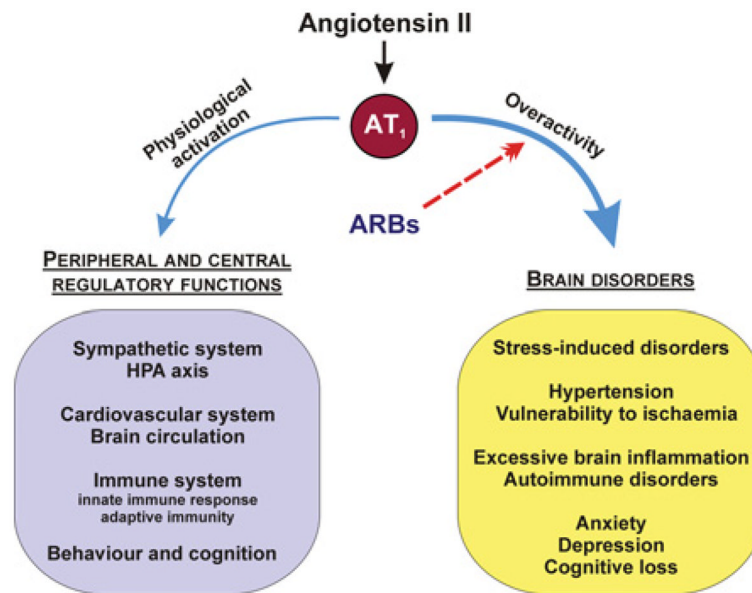 Angiotensin II
AT1
Physiological
activation
Overactivity
ARBs
PERIPHERAL AND CENTRAL
REGULATORY FUNCTIONS
Sympathetic system
HPA axis
Cardiovascular system
Brain circulation
Immune system
innate immune response
adaptive immunity
Behaviour and cognition
BRAIN DISORDERS
Stress-induced disorders
Hypertension
Vulnerability to ischaemia
Excessive brain inflammation
Autoimmune disorders
Anxiety
Depression
Cognitive loss